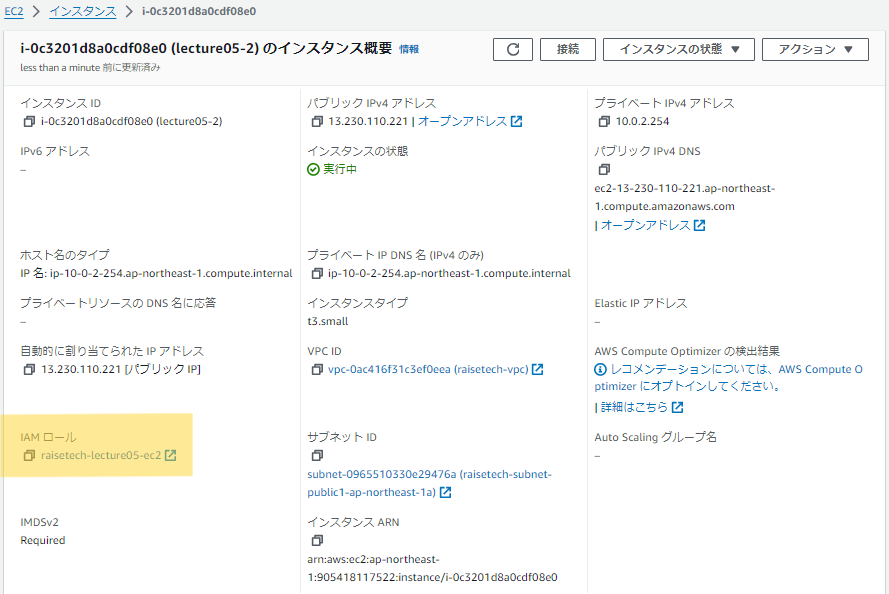 EC2 > インスタンス > i-0c3201d8a0cdf08e0
i-0c3201d8a0cdf08e0 (lecture05-2) のインスタンス概要 情報
less than a minute 前に更新済み
接続
インスタンスの状態 ▼
アクション ▼
インスタンス ID
i-0c3201d8a0cdf08e0 (lecture05-2)
パブリック IPv4 アドレス
13.230.110.221 | オープンアドレス
プライベート IPv4 アドレス
10.0.2.254
IPv6 アドレス
–
インスタンスの状態
実行中
パブリック IPv4 DNS
ec2-13-230-110-221.ap-northeast-
1.compute.amazonaws.com
| オープンアドレス
ホスト名のタイプ
IP 名: ip-10-0-2-254.ap-northeast-1.compute.internal
プライベート IP DNS 名 (IPv4 のみ)
ip-10-0-2-254.ap-northeast-1.compute.internal
プライベートリソースの DNS 名に応答
–
インスタンスタイプ
t3.small
Elastic IP アドレス
–
自動的に割り当てられた IP アドレス
13.230.110.221 [パブリック IP]
VPC ID
vpc-0ac416f31c3ef0eea (raisetech-vpc)
AWS Compute Optimizer の検出結果
レコメンデーションについては、AWS Compute O
ptimizer にオプトインしてください。
| 詳細はこちら
IAM ロール
raisetech-lecture05-ec2
サブネット ID
subnet-0965510330e29476a (raisetech-subnet-
public1-ap-northeast-1a)
Auto Scaling グループ名
–
IMDSv2
Required
インスタンス ARN
arn:aws:ec2:ap-northeast-
1:905418117522:instance/i-0c3201d8a0cdf08e0